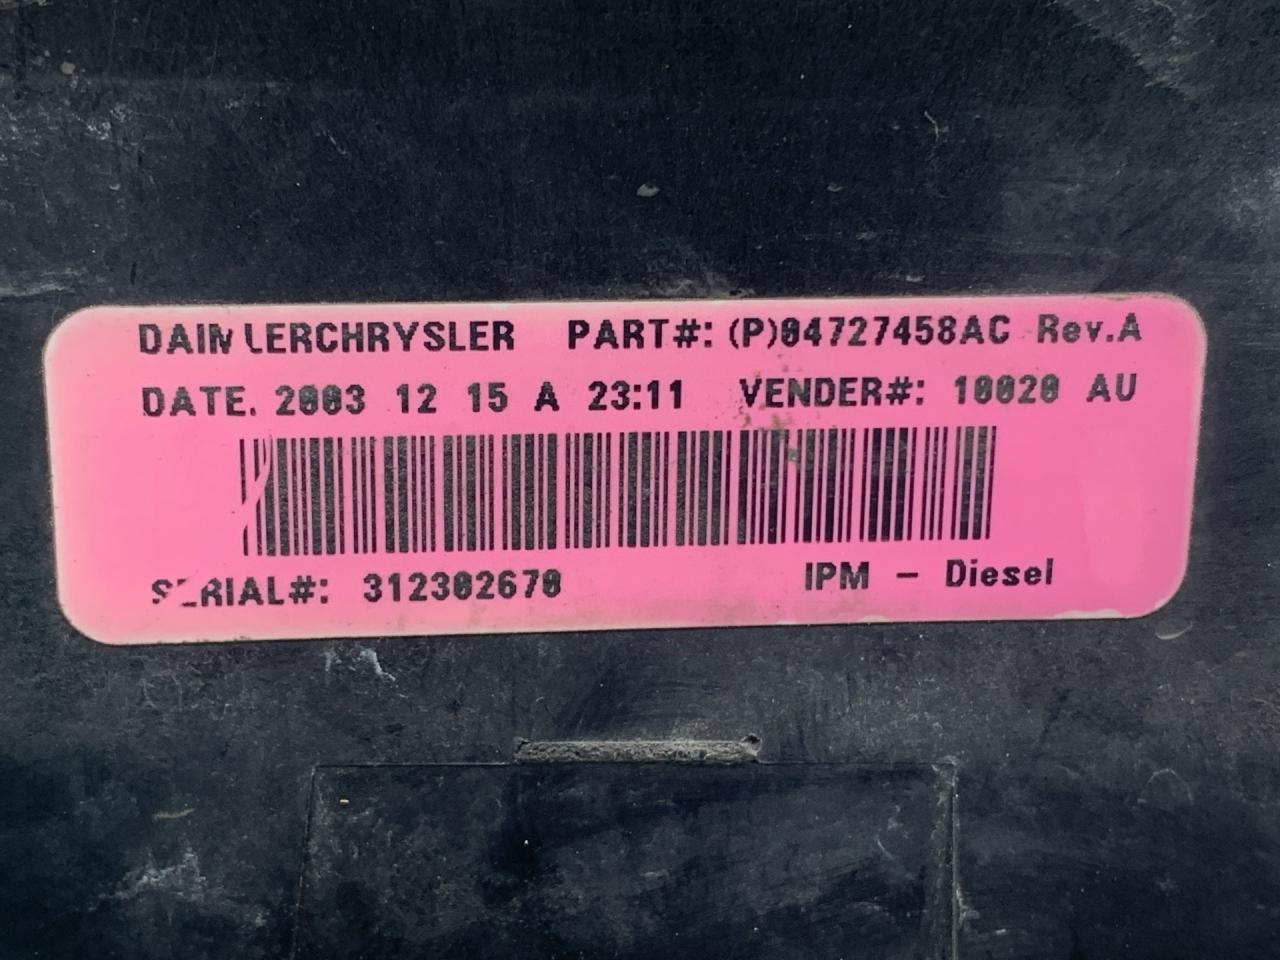 DAIMLERCHRYSLER PART#: (P)04727458AC Rev.A
DATE. 2003 12 15 A 23:11 VENDER#: 10020 AU
SERIAL#: 312302670
IPM - Diesel